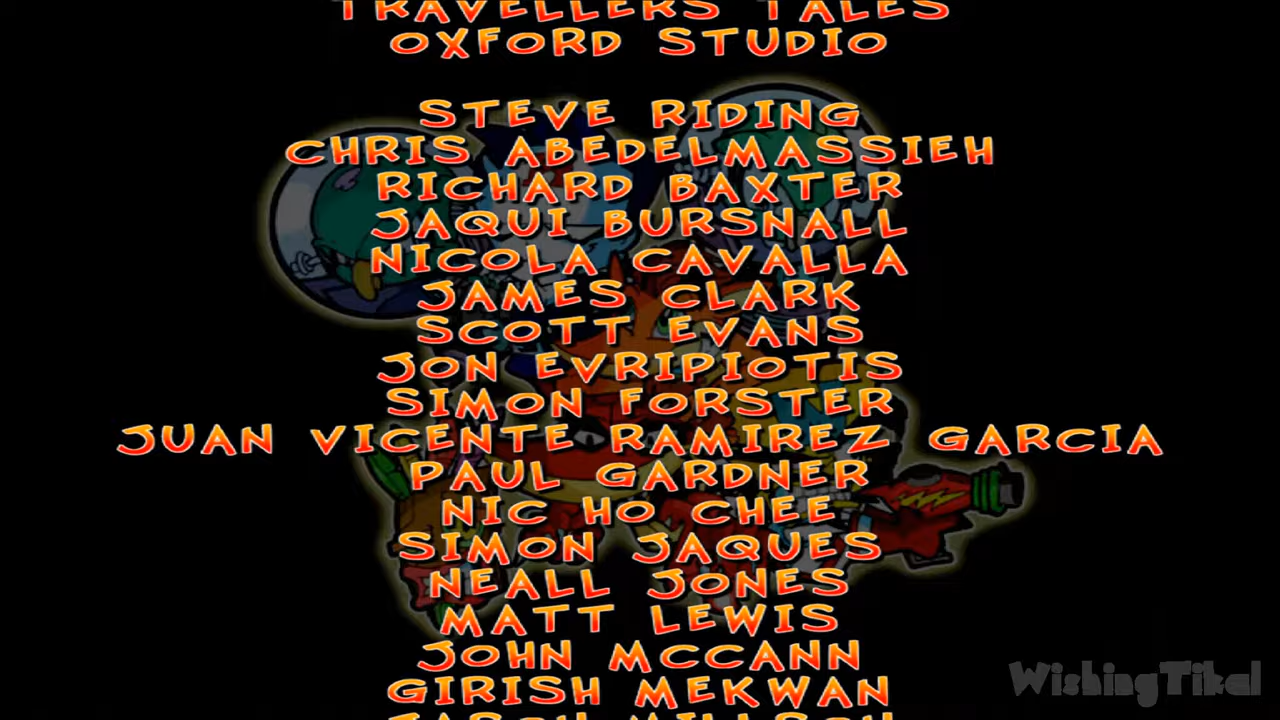 TRAVELLERS TALES
OXFORD STUDIO
STEVE RIDING
CHRIS ABEDELMASSIEH
RICHARD BAXTER
JAQUI BURSNALL
NICOLA CAVALLA
JAMES CLARK
SCOTT EVANS
JON EVRIPIOTIS
SIMON FORSTER
JUAN VICENTE RAMIREZ GARCIA
PAUL GARDNER
NIC HO CHEE
SIMON JAQUES
NEALL JONES
MATT LEWIS
JOHN MCCANN
GIRISH MEKWAN
JASON MILLSON
WishingTikal